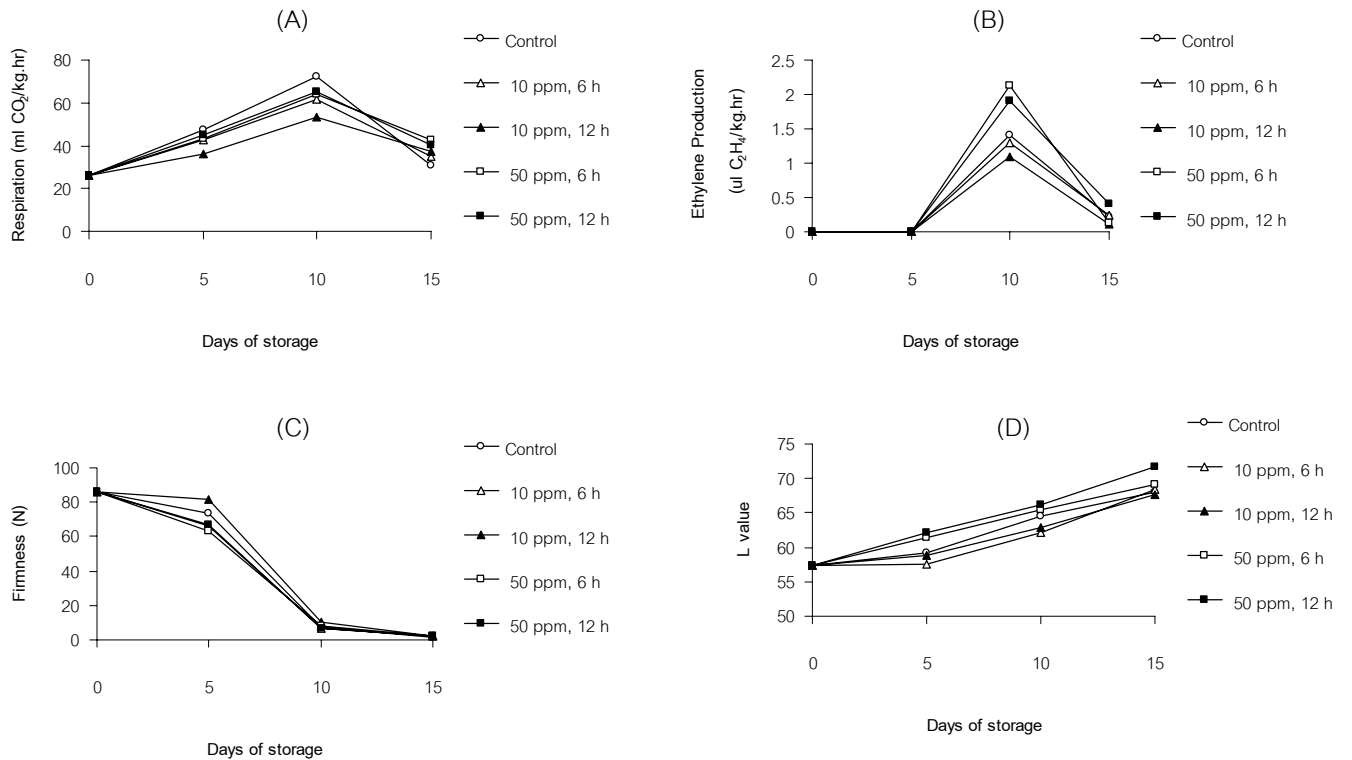 (A)
Respiration (ml CO₂/kg.hr)
80
60
40
20
0
0 5 10 15
Days of storage
Control
10 ppm, 6 h
10 ppm, 12 h
50 ppm, 6 h
50 ppm, 12 h
(B)
Ethylene Production
(ul C₂H₄/kg.hr)
2.5
2
1.5
1
0.5
0
0 5 10 15
Days of storage
Control
10 ppm, 6 h
10 ppm, 12 h
50 ppm, 6 h
50 ppm, 12 h
(C)
Firmness (N)
100
80
60
40
20
0
0 5 10 15
Days of storage
Control
10 ppm, 6 h
10 ppm, 12 h
50 ppm, 6 h
50 ppm, 12 h
(D)
L value
75
70
65
60
55
50
0 5 10 15
Days of storage
Control
10 ppm, 6 h
10 ppm, 12 h
50 ppm, 6 h
50 ppm, 12 h